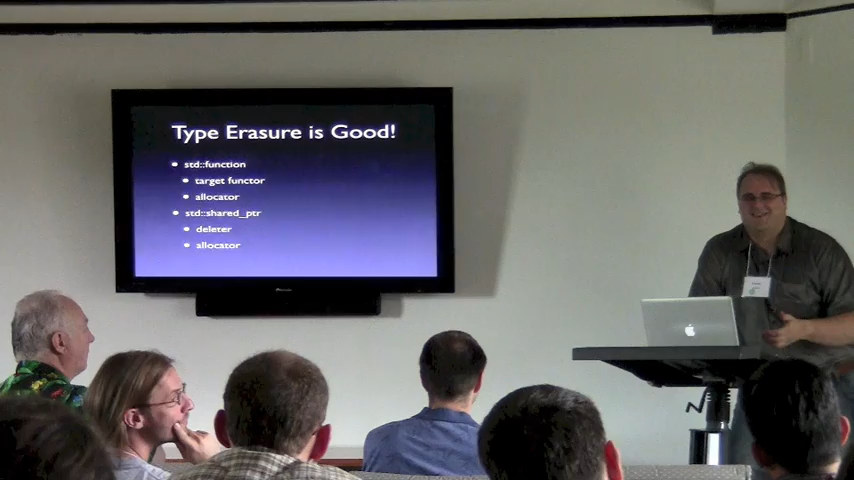 Type Erasure is Good!
std::function
target functor
allocator
std::shared_ptr
deleter
allocator